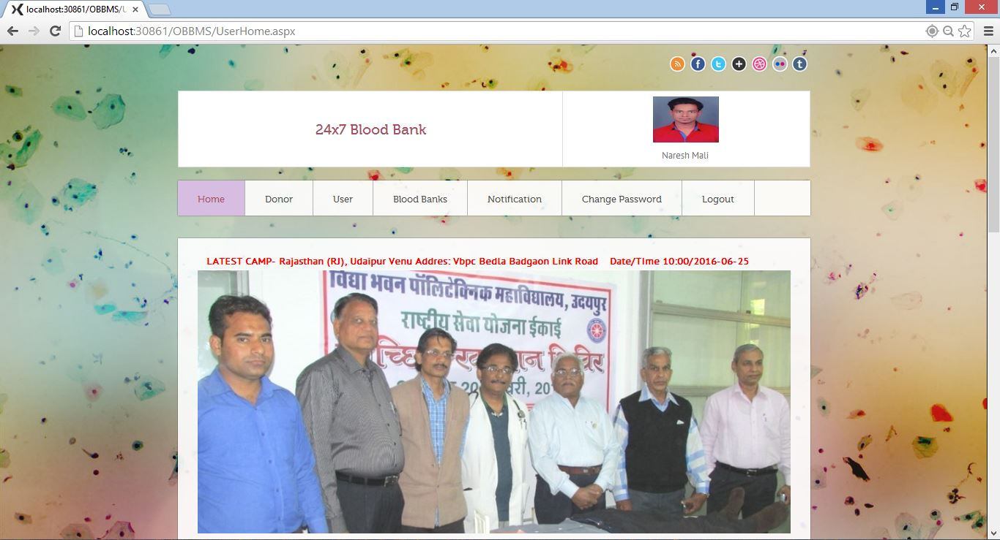 localhost:30861/OBBMS/U
localhost:30861/OBBMS/UserHome.aspx
24x7 Blood Bank
Naresh Mali
Home
Donor
User
Blood Banks
Notification
Change Password
Logout
LATEST CAMP- Rajasthan (RJ), Udaipur Venu Addres: Vbpc Bedla Badgaon Link Road Date/TIme 10:00/2016-06-25
विद्या भवन पॉलिटेक्निक महाविद्यालय, उदयपुर
राष्ट्रीय सेवा योजना ईकाई